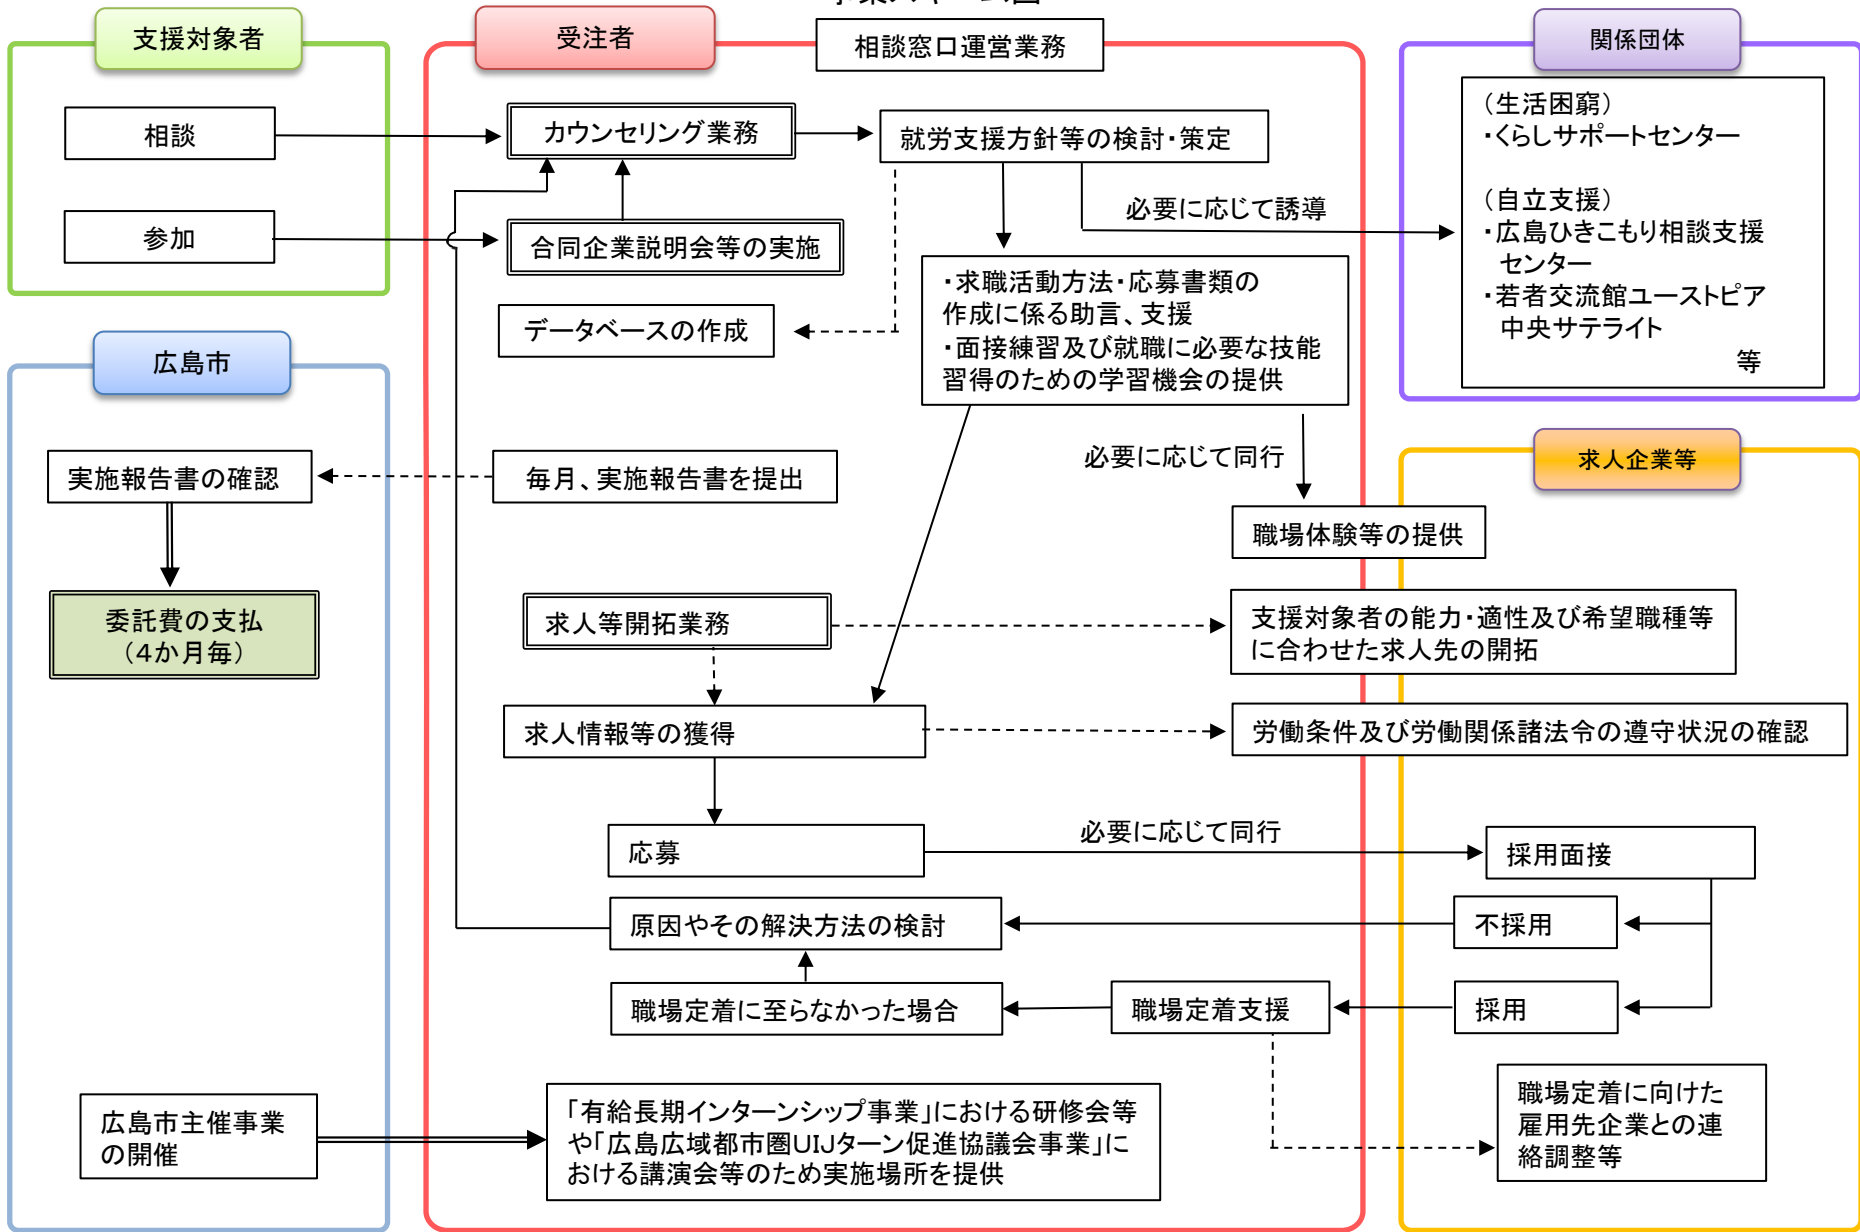 支援対象者
相談
参加
広島市
実施報告書の確認
委託費の支払
（４か月毎）
広島市主催事業
の開催
受注者
相談窓口運営業務
カウンセリング業務
就労支援方針等の検討・策定
合同企業説明会等の実施
必要に応じて誘導
データベースの作成
・求職活動方法・応募書類の
作成に係る助言、支援
・面接練習及び就職に必要な技能
習得のための学習機会の提供
毎月、実施報告書を提出
必要に応じて同行
職場体験等の提供
求人等開拓業務
支援対象者の能力・適性及び希望職種等
に合わせた求人先の開拓
求人情報等の獲得
労働条件及び労働関係諸法令の遵守状況の確認
応募
必要に応じて同行
採用面接
原因やその解決方法の検討
不採用
職場定着に至らなかった場合
職場定着支援
採用
「有給長期インターンシップ事業」における研修会等
や「広島広域都市圏UIJターン促進協議会事業」に
おける講演会等のため実施場所を提供
職場定着に向けた
雇用先企業との連
絡調整等
関係団体
（生活困窮）
・くらしサポートセンター
（自立支援）
・広島ひきこもり相談支援
センター
・若者交流館ユーストピア
中央サテライト
等
求人企業等